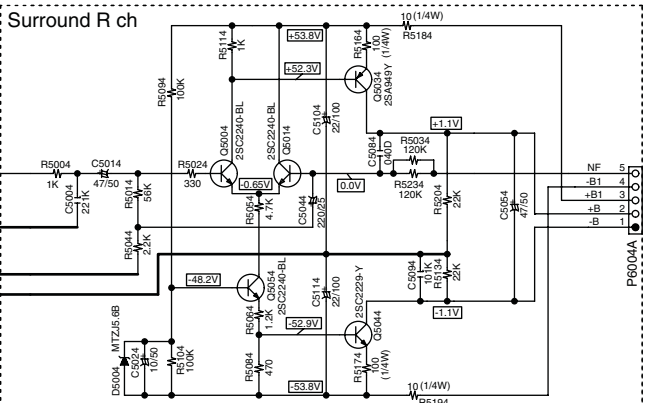 Surround R ch
10 (1/4W)
R5184
+53.8V
R5114
1K
R5164
100
(1/4W)
R5094
100K
+52.3V
Q5034
2SA949Y
Q5004
2SC2240-BL
2SC2240-BL
Q5014
C5104
22/100
+1.1V
C5084
040D
R5034
120K
R5004
1K
C5014
47/50
R5024
330
NF 5
-B1 4
+B1 3
+B 2
-B 1
P6004A
-0.65V
0.0V
R5234
120K
C5004
221K
R5014
56K
R5054
4.7K
C5044
220/25
R5204
22K
C5054
47/50
R5044
2.2K
-48.2V
Q5054
2SC2240-BL
C5114
22/100
2SC2229-Y
C5094
101K
R5134
22K
R5064
1.2K
-52.9V
Q5044
-1.1V
MTZJ5.6B
D5004
C5024
10/50
R5104
100K
R5084
470
R5174
100
(1/4W)
-53.8V
10 (1/4W)
R5194